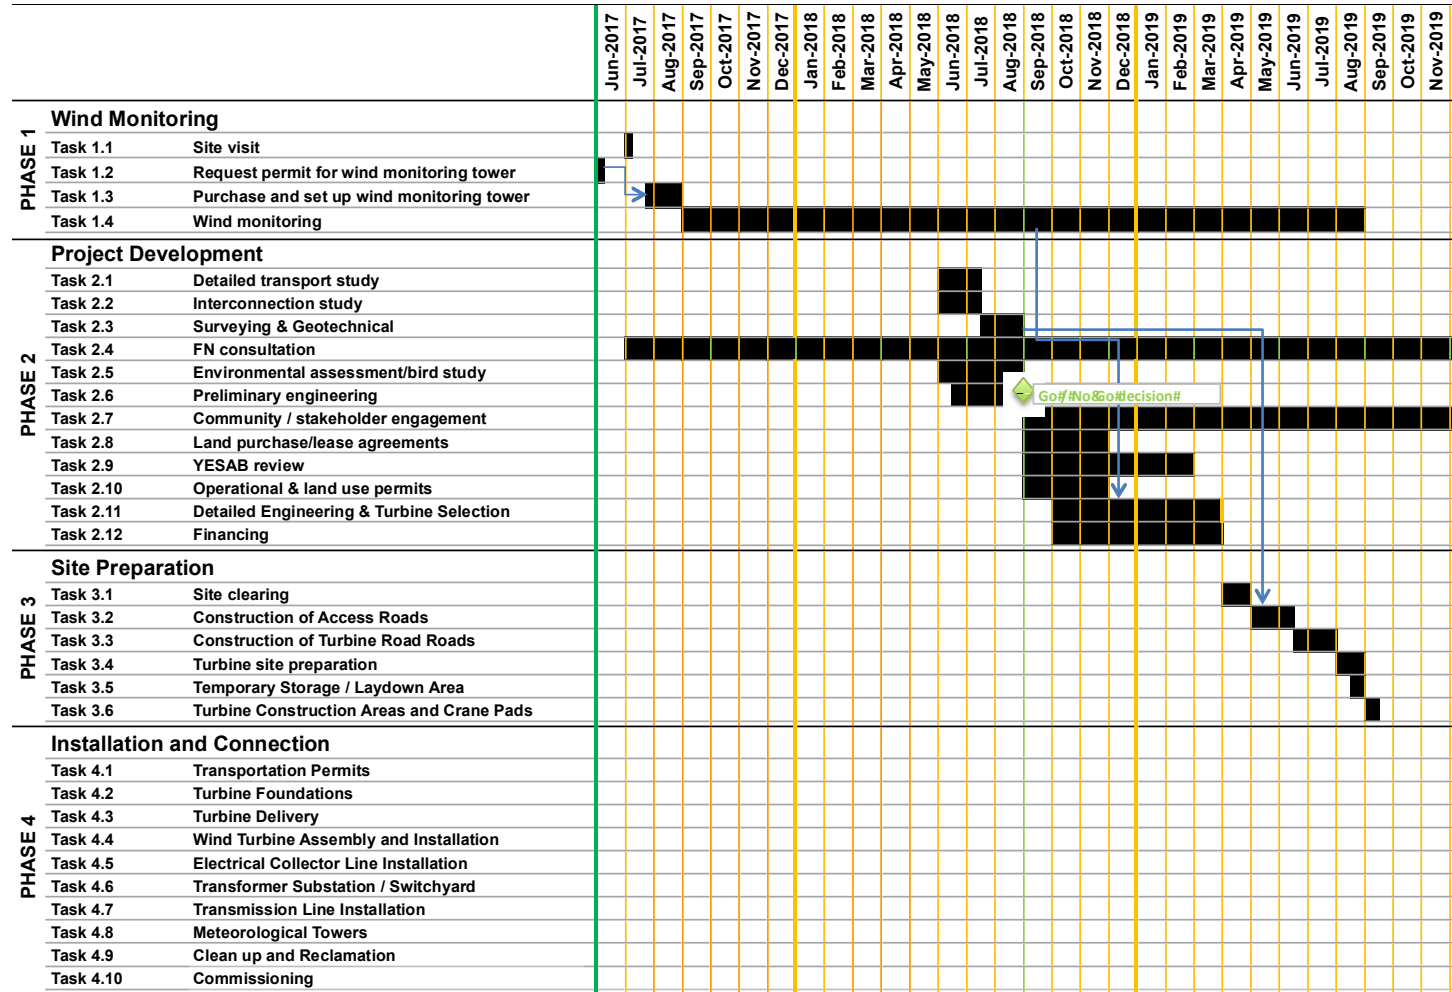 Jun-2017 Jul-2017 Aug-2017 Sep-2017 Oct-2017 Nov-2017 Dec-2017 Jan-2018 Feb-2018 Mar-2018 Apr-2018 May-2018 Jun-2018 Jul-2018 Aug-2018 Sep-2018 Oct-2018 Nov-2018 Dec-2018 Jan-2019 Feb-2019 Mar-2019 Apr-2019 May-2019 Jun-2019 Jul-2019 Aug-2019 Sep-2019 Oct-2019 Nov-2019
PHASE 1
Wind Monitoring
Task 1.1 Site visit
Task 1.2 Request permit for wind monitoring tower
Task 1.3 Purchase and set up wind monitoring tower
Task 1.4 Wind monitoring
PHASE 2
Project Development
Task 2.1 Detailed transport study
Task 2.2 Interconnection study
Task 2.3 Surveying & Geotechnical
Task 2.4 FN consultation
Task 2.5 Environmental assessment/bird study
Task 2.6 Preliminary engineering
Go#/#No&Go#decision#
Task 2.7 Community / stakeholder engagement
Task 2.8 Land purchase/lease agreements
Task 2.9 YESAB review
Task 2.10 Operational & land use permits
Task 2.11 Detailed Engineering & Turbine Selection
Task 2.12 Financing
PHASE 3
Site Preparation
Task 3.1 Site clearing
Task 3.2 Construction of Access Roads
Task 3.3 Construction of Turbine Road Roads
Task 3.4 Turbine site preparation
Task 3.5 Temporary Storage / Laydown Area
Task 3.6 Turbine Construction Areas and Crane Pads
PHASE 4
Installation and Connection
Task 4.1 Transportation Permits
Task 4.2 Turbine Foundations
Task 4.3 Turbine Delivery
Task 4.4 Wind Turbine Assembly and Installation
Task 4.5 Electrical Collector Line Installation
Task 4.6 Transformer Substation / Switchyard
Task 4.7 Transmission Line Installation
Task 4.8 Meteorological Towers
Task 4.9 Clean up and Reclamation
Task 4.10 Commissioning